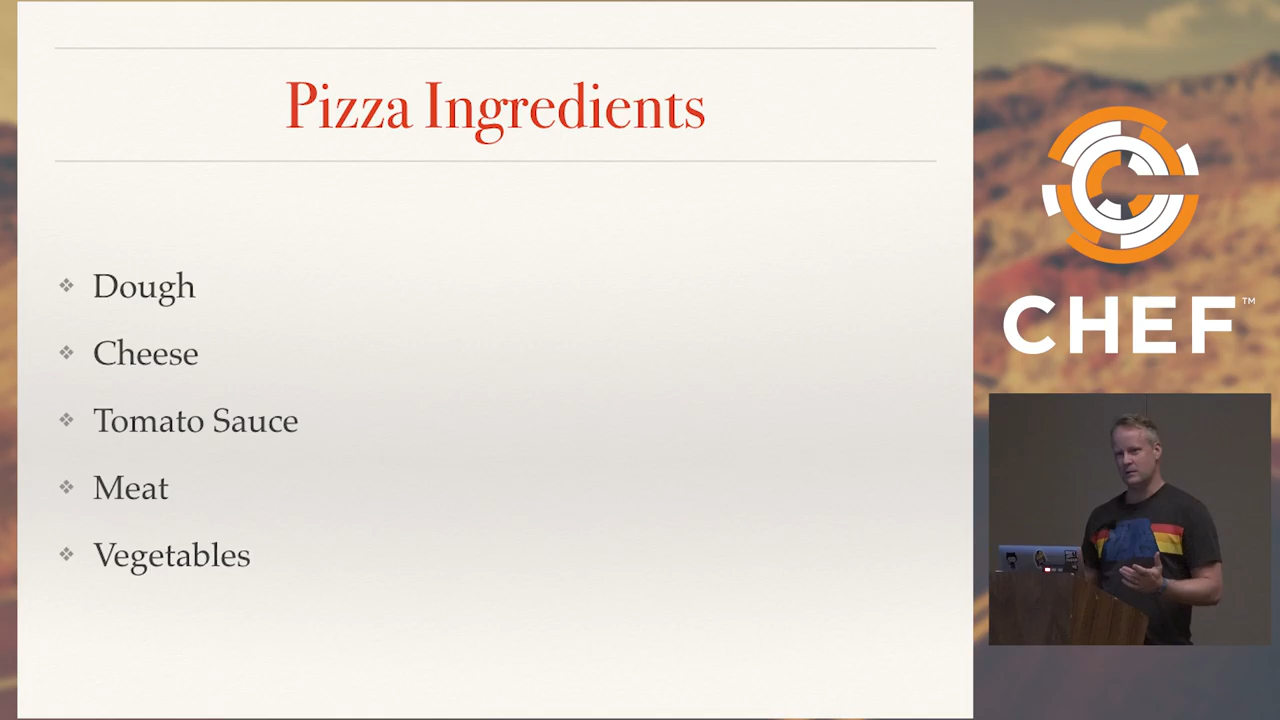 Pizza Ingredients
Dough
Cheese
Tomato Sauce
Meat
Vegetables
CHEF™